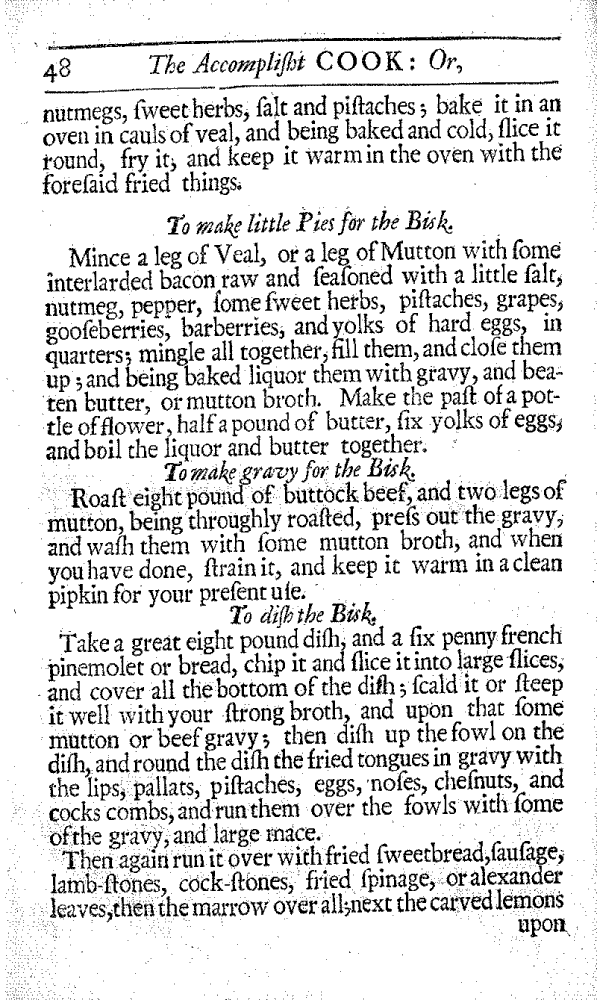 48 The Accompliſht COOK: Or,
nutmegs, ſweet herbs, ſalt and piſtaches; bake it in an
oven in cauls of veal, and being baked and cold, ſlice it
round, fry it, and keep it warm in the oven with the
foreſaid fried things.
To make little Pies for the Bisk.
Mince a leg of Veal, or a leg of Mutton with ſome
interlarded bacon raw and ſeaſoned with a little ſalt,
nutmeg, pepper, ſome ſweet herbs, piſtaches, grapes,
gooſeberries, barberries, and yolks of hard eggs, in
quarters; mingle all together, fill them, and cloſe them
up; and being baked liquor them with gravy, and bea-
ten butter, or mutton broth. Make the paſt of a pot-
tle of flower, half a pound of butter, ſix yolks of eggs,
and boil the liquor and butter together.
To make gravy for the Bisk.
Roaſt eight pound of buttock beef, and two legs of
mutton, being throughly roaſted, preſs out the gravy,
and waſh them with ſome mutton broth, and when
you have done, ſtrain it, and keep it warm in a clean
pipkin for your preſent uſe.
To diſh the Bisk.
Take a great eight pound diſh, and a ſix penny french
pinemolet or bread, chip it and ſlice it into large ſlices,
and cover all the bottom of the diſh; ſcald it or ſteep
it well with your ſtrong broth, and upon that ſome
mutton or beef gravy; then diſh up the fowl on the
diſh, and round the diſh the fried tongues in gravy with
the lips, pallats, piſtaches, eggs, noſes, cheſnuts, and
cocks combs, and run them over the fowls with ſome
of the gravy, and large mace.
Then again run it over with fried ſweetbread, ſauſage,
lamb-ſtones, cock-ſtones, fried ſpinage, or alexander
leaves, then the marrow over all; next the carved lemons
upon